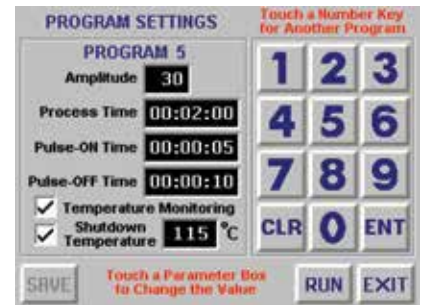 PROGRAM SETTINGS
Touch a Number Key
for Another Program
PROGRAM 5
Amplitude 30
Process Time 00:02:00
Pulse-ON Time 00:00:05
Pulse-OFF Time 00:00:10
Temperature Monitoring
Shutdown
Temperature 115 °C
1 2 3
4 5 6
7 8 9
CLR 0 ENT
SAVE
Touch a Parameter Box
to Change the Value
RUN EXIT